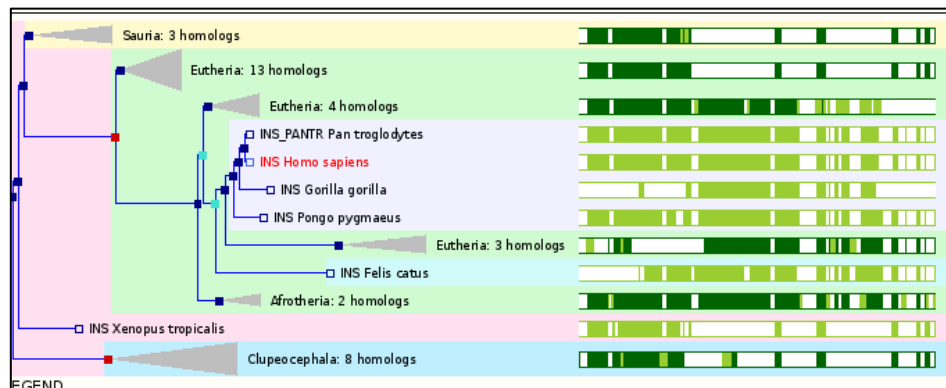 Sauria: 3 homologs
Eutheria: 13 homologs
Eutheria: 4 homologs
INS_PANTR Pan troglodytes
INS Homo sapiens
INS Gorilla gorilla
INS Pongo pygmaeus
Eutheria: 3 homologs
INS Felis catus
Afrotheria: 2 homologs
INS Xenopus tropicalis
Clupeocephala: 8 homologs
EGEND